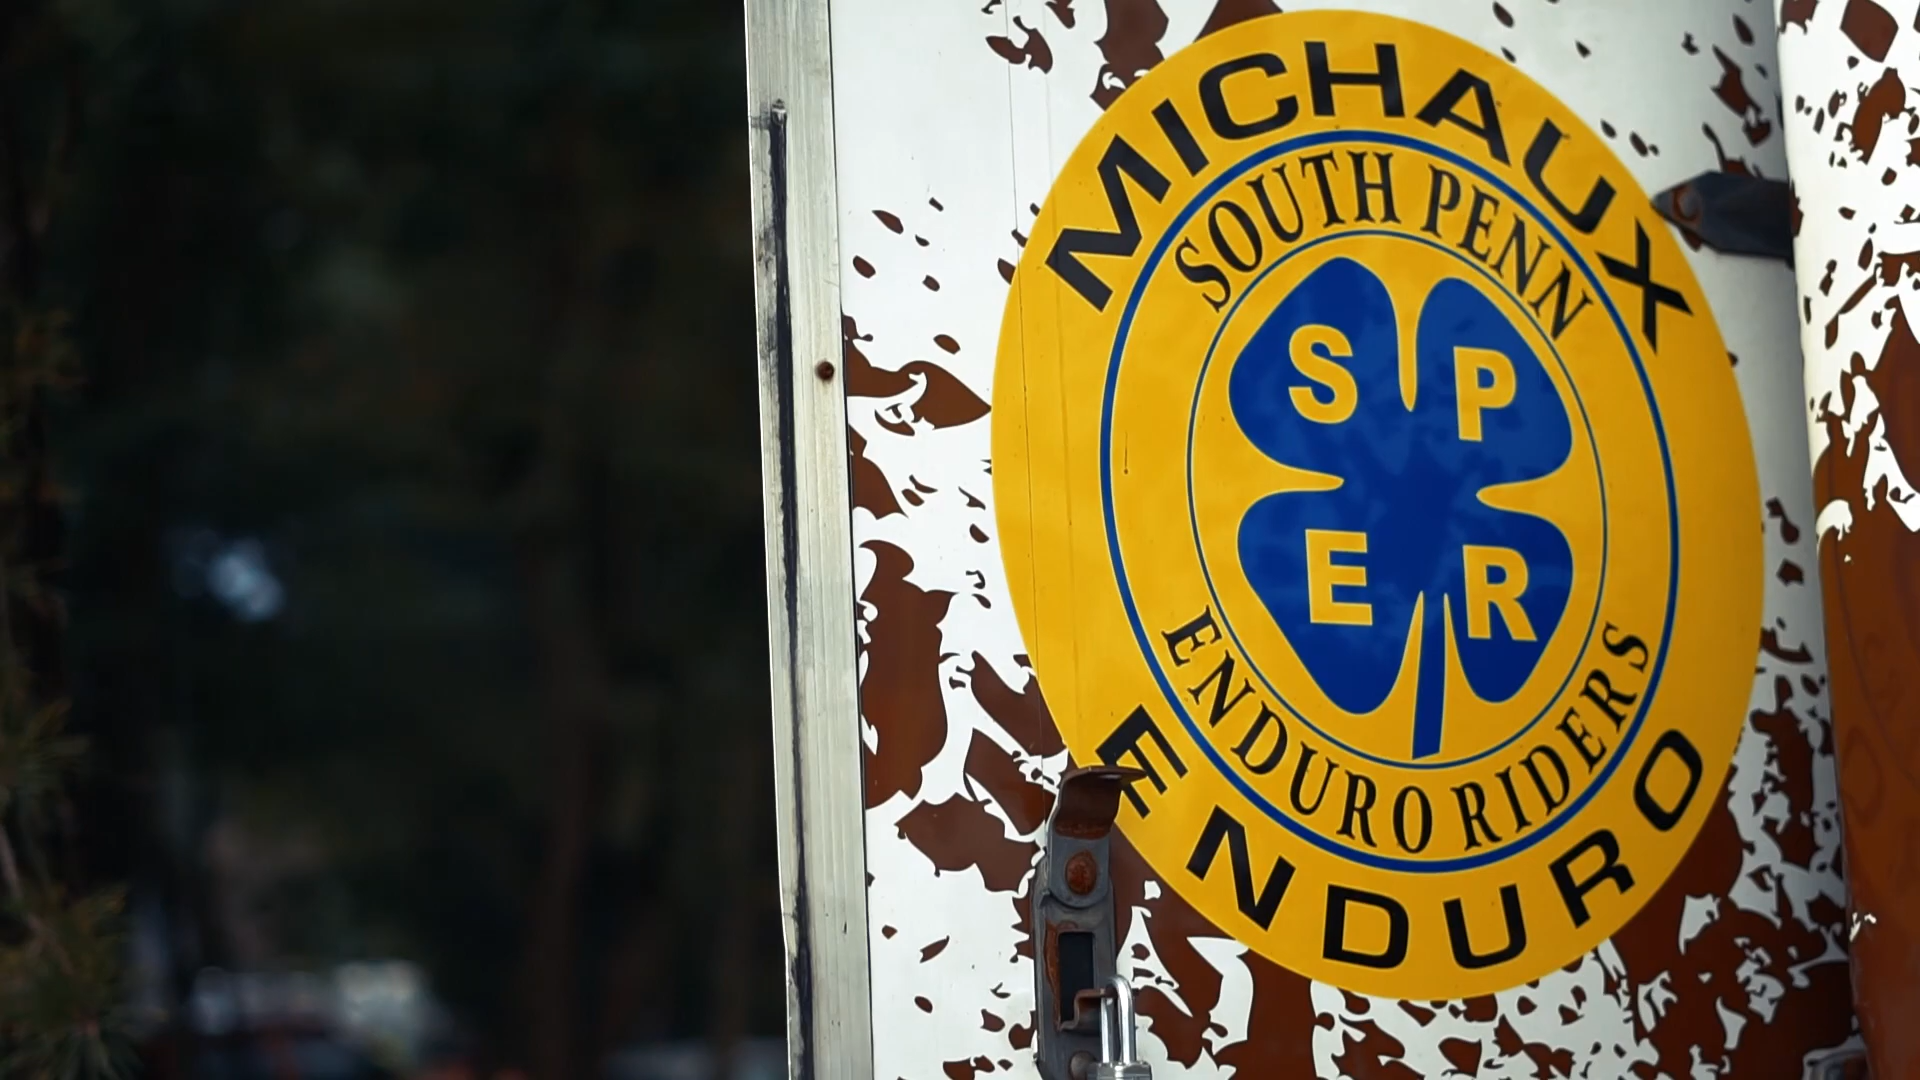 MICHAUX
SOUTH PENN
S P
E R
ENDURO RIDERS
ENDURO